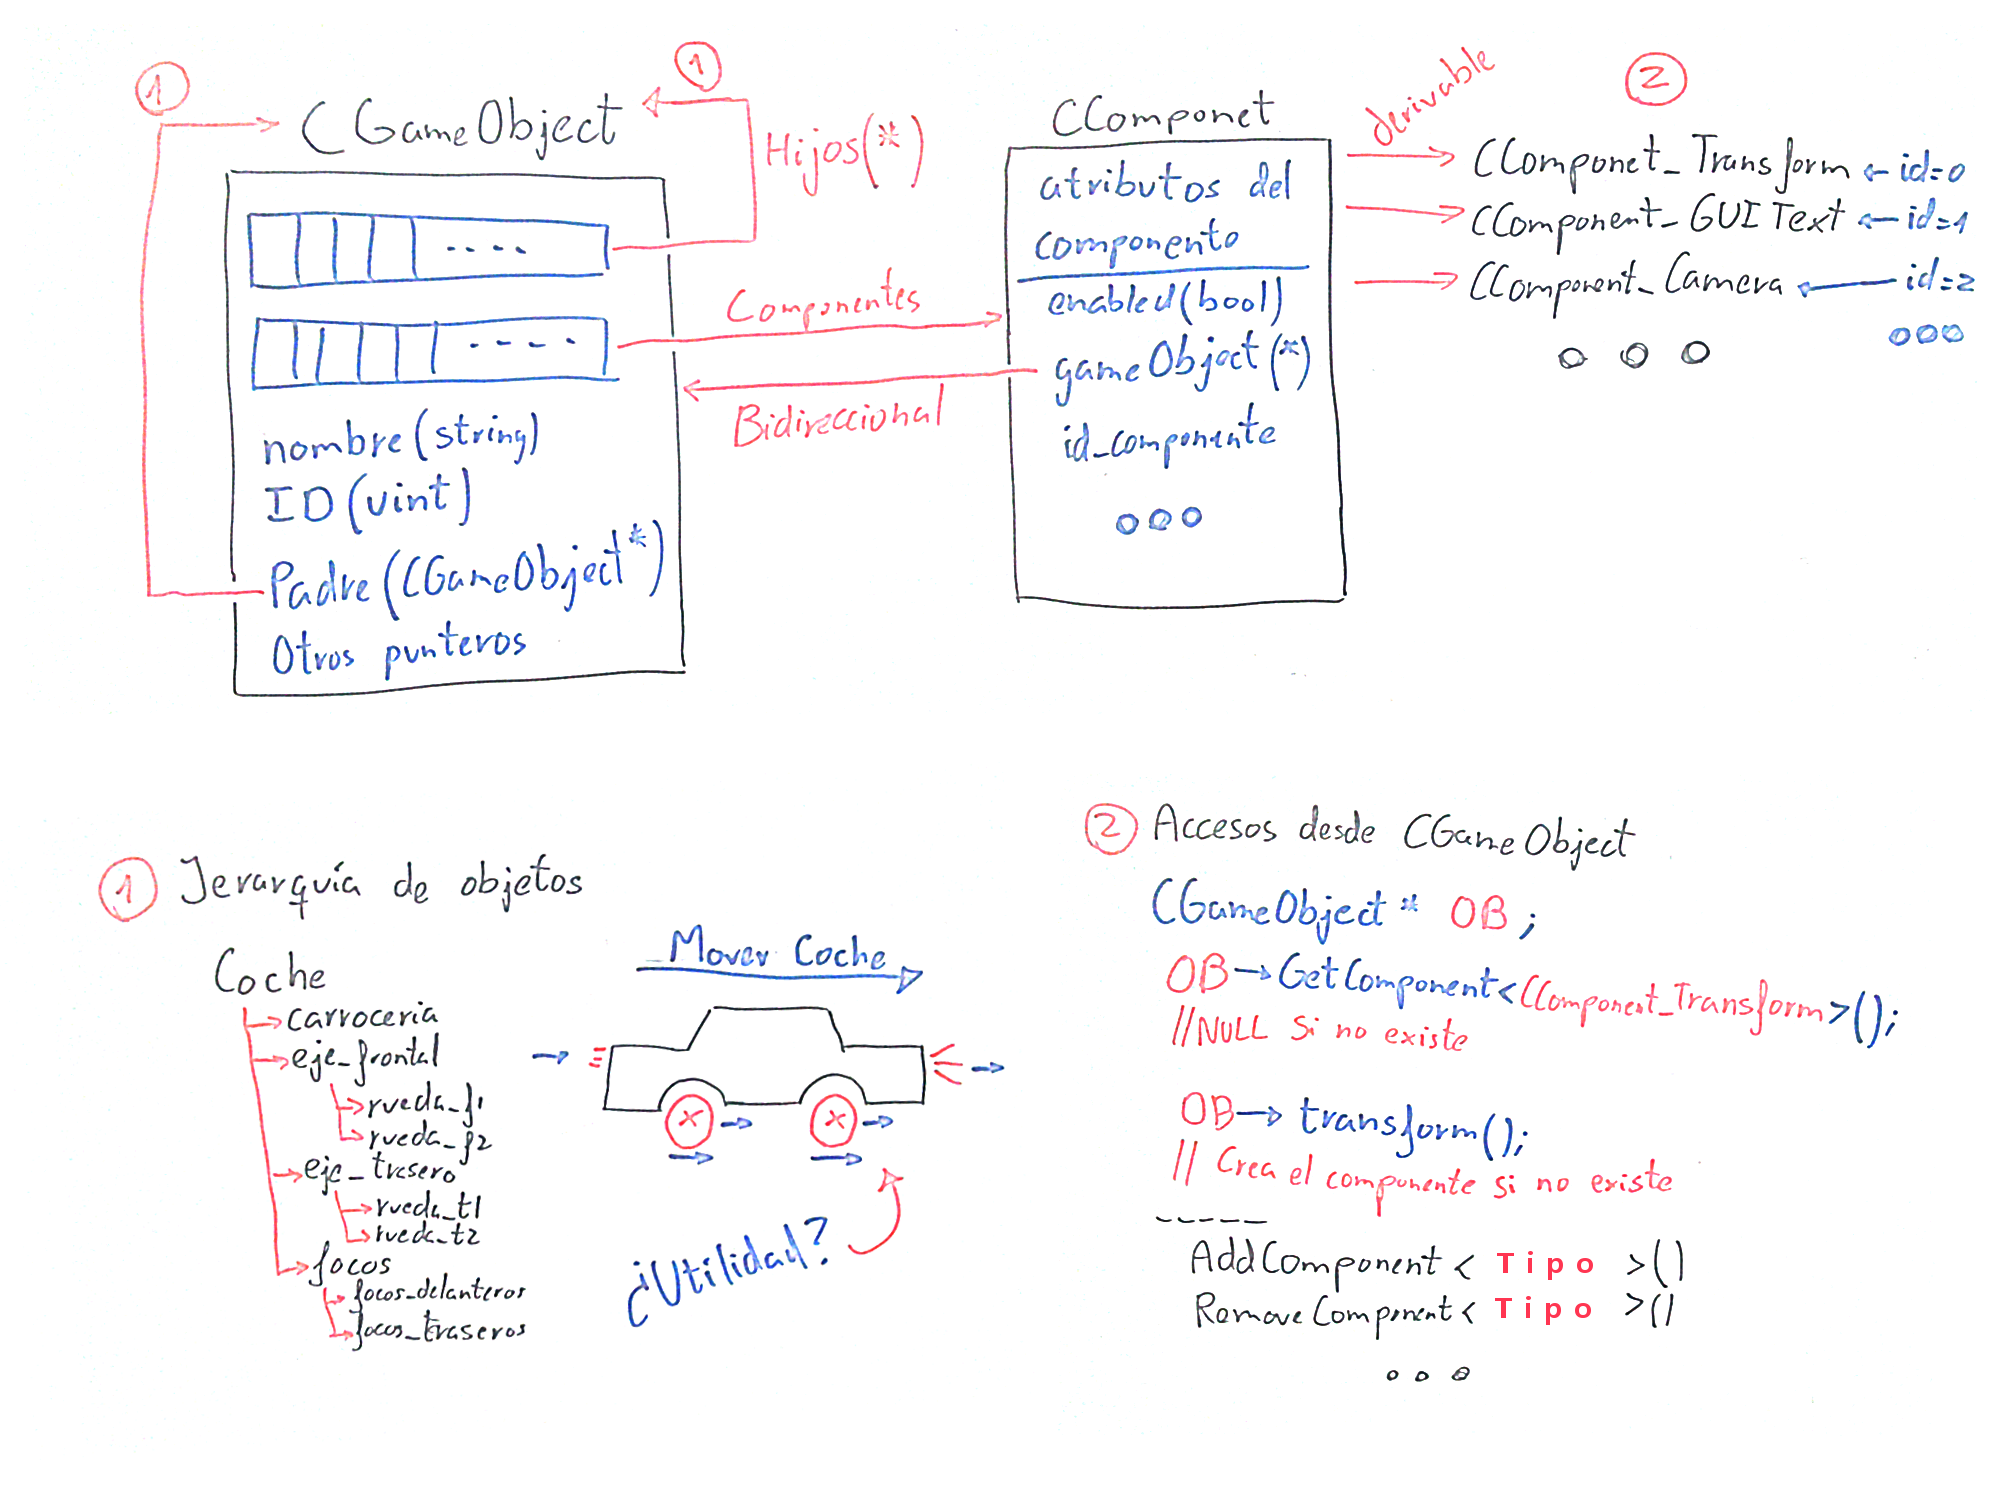 1
CGameObject
1
Hijos(*)
....
Componentes
----
Bidireccional
nombre(string)
ID(uint)
Padre(CGameObject*)
Otros punteros
CComponet
atributos del
componento
enabled(bool)
gameObject(*)
id_componente
ooo
derivable
2
CComponet_Transform ← id=0
CComponent_GUIText ← id=1
CComponent_Camera ← id=2
ooo
ooo
1 Jerarquía de objetos
Coche
carroceria
eje_frontal
rueda_f1
rueda_f2
eje_trasero
rueda_t1
rueda_t2
focos
focos_delanteros
focos_traseros
Mover Coche
x x
¿Utilidad?
2 Accesos desde CGameObject
CGameObject* OB;
OB→GetComponent<CComponent_Transform>();
//NULL si no existe
OB→transform();
// Crea el componente si no existe
-----
AddComponent< Tipo >()
RemoveComponent< Tipo >()
ooo